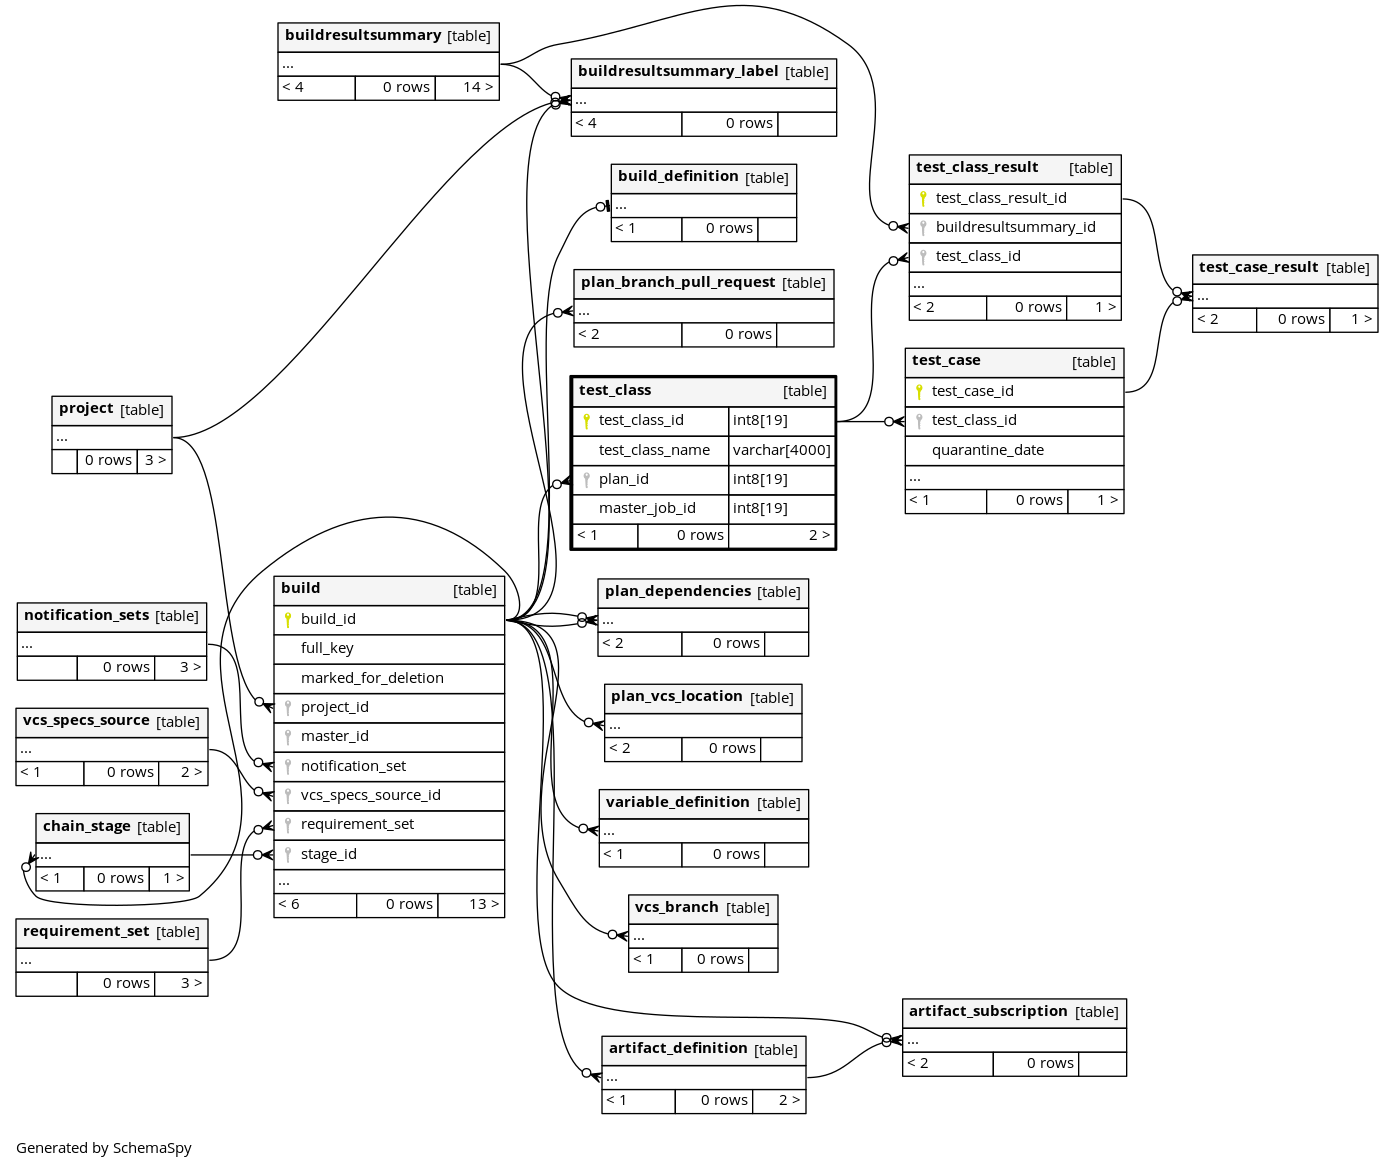 buildresultsummary [table]
...
< 4 0 rows 14 >
buildresultsummary_label [table]
...
< 4 0 rows
build_definition [table]
...
< 1 0 rows
plan_branch_pull_request [table]
...
< 2 0 rows
test_class_result [table]
test_class_result_id
buildresultsummary_id
test_class_id
...
< 2 0 rows 1 >
test_case_result [table]
...
< 2 0 rows 1 >
test_class [table]
test_class_id int8[19]
test_class_name varchar[4000]
plan_id int8[19]
master_job_id int8[19]
< 1 0 rows 2 >
test_case [table]
test_case_id
test_class_id
quarantine_date
...
< 1 0 rows 1 >
project [table]
...
0 rows 3 >
build [table]
build_id
full_key
marked_for_deletion
project_id
master_id
notification_set
vcs_specs_source_id
requirement_set
stage_id
...
< 6 0 rows 13 >
notification_sets [table]
...
0 rows 3 >
vcs_specs_source [table]
...
< 1 0 rows 2 >
chain_stage [table]
...
< 1 0 rows 1 >
requirement_set [table]
...
0 rows 3 >
plan_dependencies [table]
...
< 2 0 rows
plan_vcs_location [table]
...
< 2 0 rows
variable_definition [table]
...
< 1 0 rows
vcs_branch [table]
...
< 1 0 rows
artifact_subscription [table]
...
< 2 0 rows
artifact_definition [table]
...
< 1 0 rows 2 >
Generated by SchemaSpy